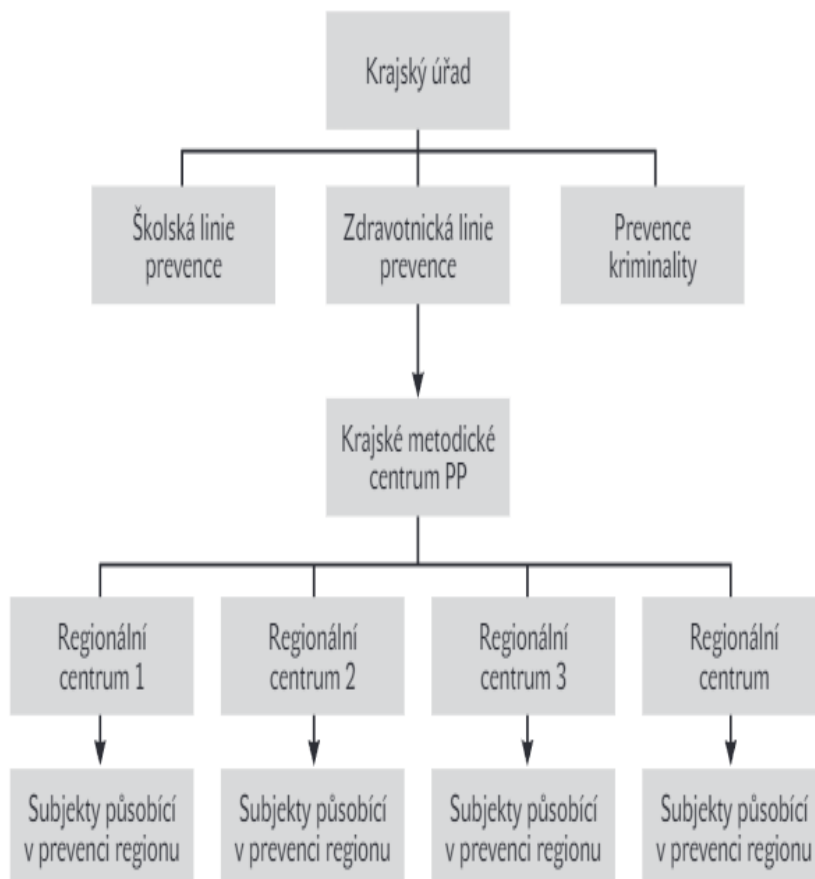 Krajský úřad
Školská linie
prevence
Zdravotnická linie
prevence
Prevence
kriminality
Krajské metodické
centrum PP
Regionální
centrum 1
Regionální
centrum 2
Regionální
centrum 3
Regionální
centrum
Subjekty působící
v prevenci regionu
Subjekty působící
v prevenci regionu
Subjekty působící
v prevenci regionu
Subjekty působící
v prevenci regionu